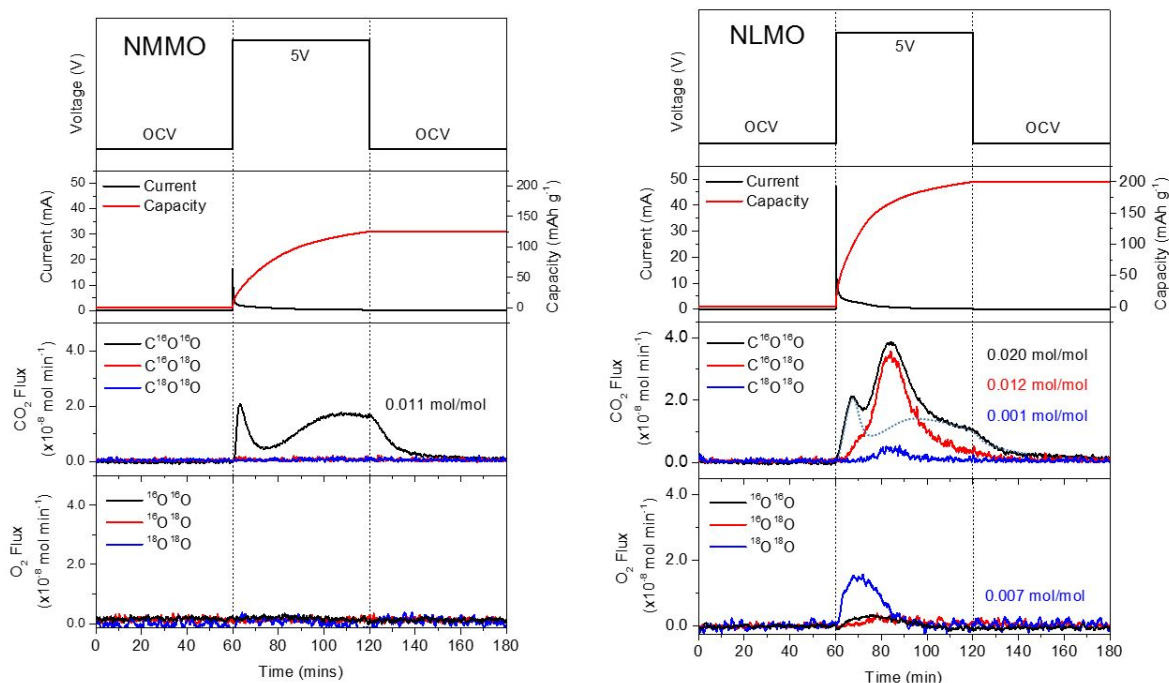 NMMO
5V
OCV
OCV
Voltage (V)
Current
Capacity
50
40
30
20
10
0
Current (mA)
200
150
100
50
0
Capacity (mAh g⁻¹)
C¹⁶O¹⁶O
C¹⁶O¹⁸O
C¹⁸O¹⁸O
0.011 mol/mol
4.0
2.0
0.0
CO₂ Flux
(x10⁻⁸ mol min⁻¹)
¹⁶O¹⁶O
¹⁶O¹⁸O
¹⁸O¹⁸O
4.0
2.0
0.0
O₂ Flux
(x10⁻⁸ mol min⁻¹)
0 20 40 60 80 100 120 140 160 180
Time (mins)
NLMO
5V
OCV
OCV
Voltage (V)
Current
Capacity
50
40
30
20
10
0
Current (mA)
200
150
100
50
0
Capacity (mAh g⁻¹)
C¹⁶O¹⁶O
C¹⁶O¹⁸O
C¹⁸O¹⁸O
0.020 mol/mol
0.012 mol/mol
0.001 mol/mol
4.0
2.0
0.0
CO₂ Flux
(x10⁻⁸ mol min⁻¹)
¹⁶O¹⁶O
¹⁶O¹⁸O
¹⁸O¹⁸O
0.007 mol/mol
4.0
2.0
0.0
O₂ Flux
(x10⁻⁸ mol min⁻¹)
0 20 40 60 80 100 120 140 160 180
Time (min)